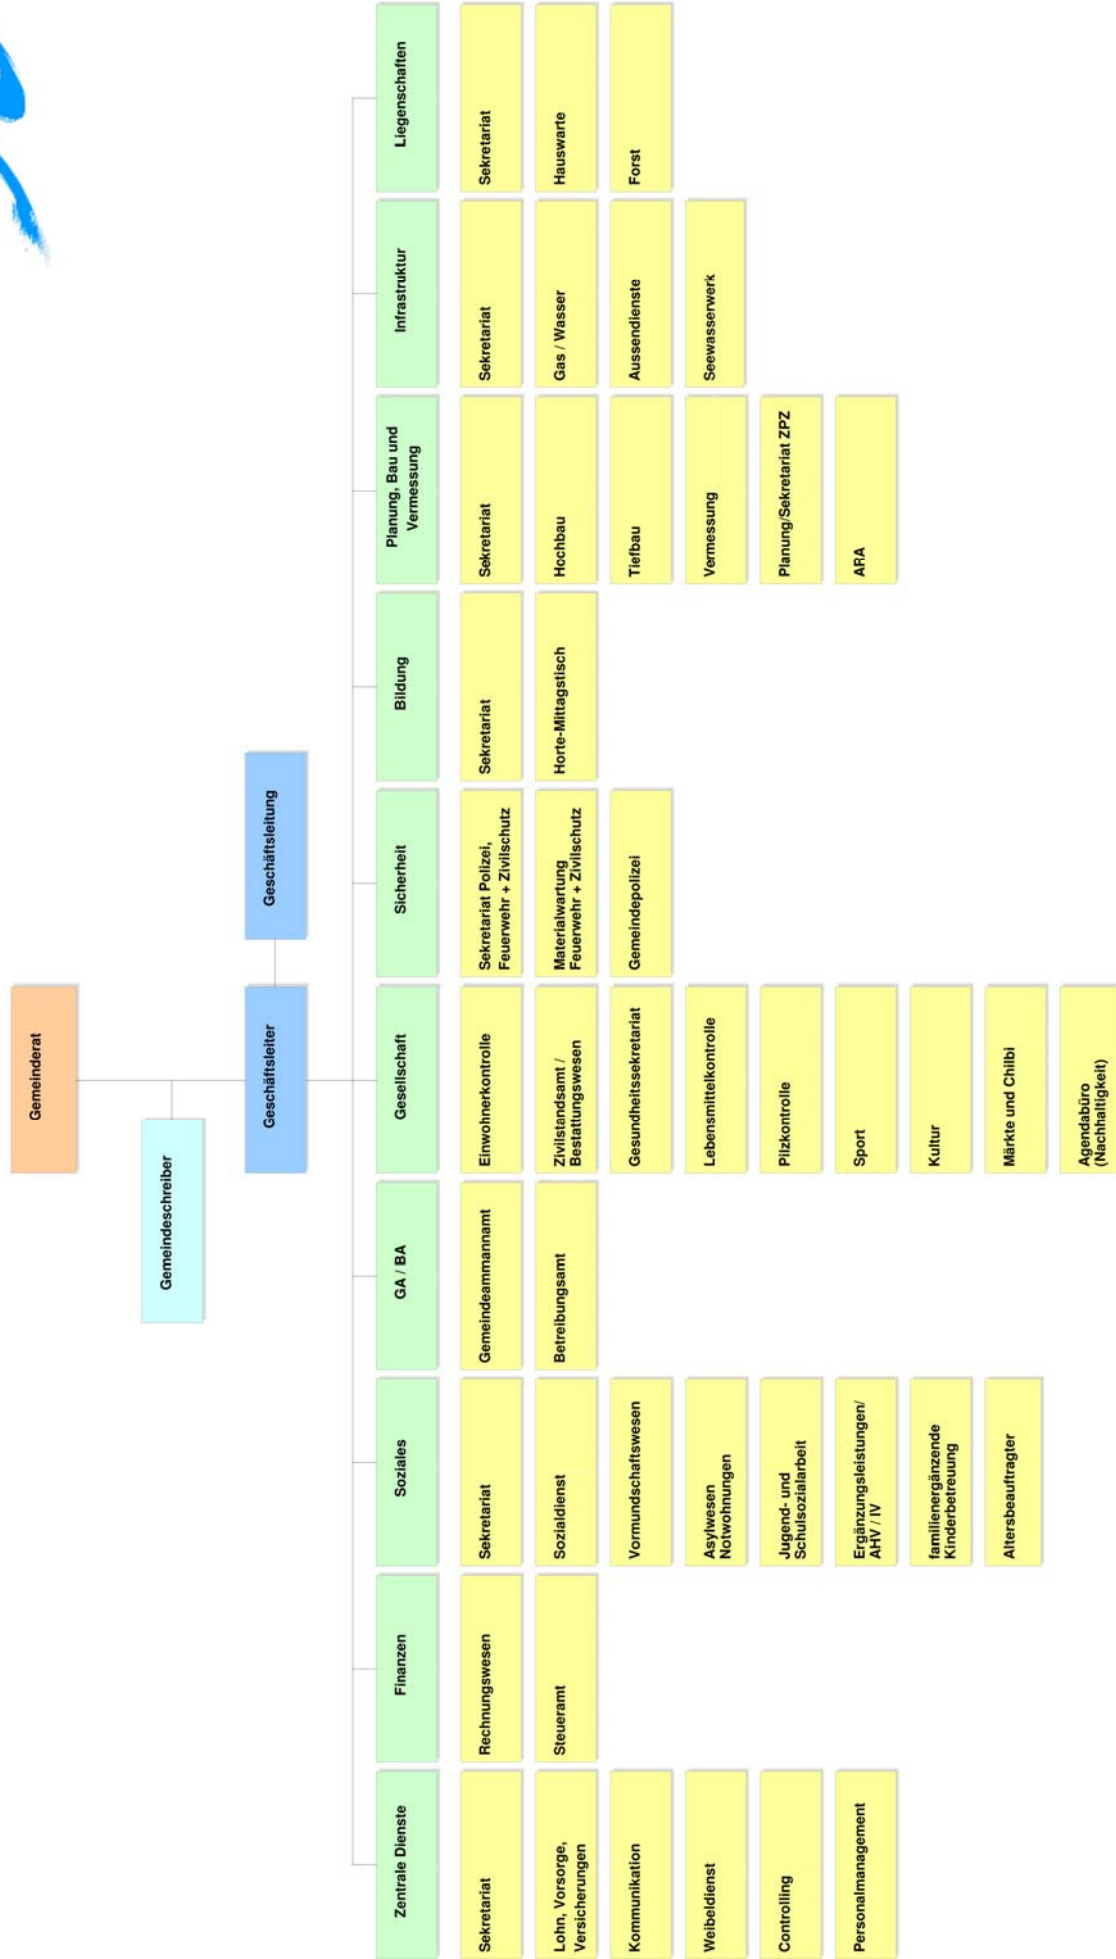 Gemeinderat
Gemeindeschreiber
Geschäftsleiter
Geschäftsleitung
Zentrale Dienste
Sekretariat
Lohn, Vorsorge,
Versicherungen
Kommunikation
Weibeldienst
Controlling
Personalmanagement
Finanzen
Rechnungswesen
Steueramt
Soziales
Sekretariat
Sozialdienst
Vormundschaftswesen
Asylwesen
Notwohnungen
Jugend- und
Schulsozialarbeit
Ergänzungsleistungen/
AHV / IV
familienergänzende
Kinderbetreuung
Altersbeauftragter
GA / BA
Gemeindeammannamt
Betreibungsamt
Gesellschaft
Einwohnerkontrolle
Zivilstandsamt /
Bestattungswesen
Gesundheitssekretariat
Lebensmittelkontrolle
Pilzkontrolle
Sport
Kultur
Märkte und Chilbi
Agendabüro
(Nachhaltigkeit)
Sicherheit
Sekretariat Polizei,
Feuerwehr + Zivilschutz
Materialwartung
Feuerwehr + Zivilschutz
Gemeindepolizei
Bildung
Sekretariat
Horte-Mittagstisch
Planung, Bau und
Vermessung
Sekretariat
Hochbau
Tiefbau
Vermessung
Planung/Sekretariat ZPZ
ARA
Infrastruktur
Sekretariat
Gas / Wasser
Aussendienste
Seewasserwerk
Liegenschaften
Sekretariat
Hauswarte
Forst